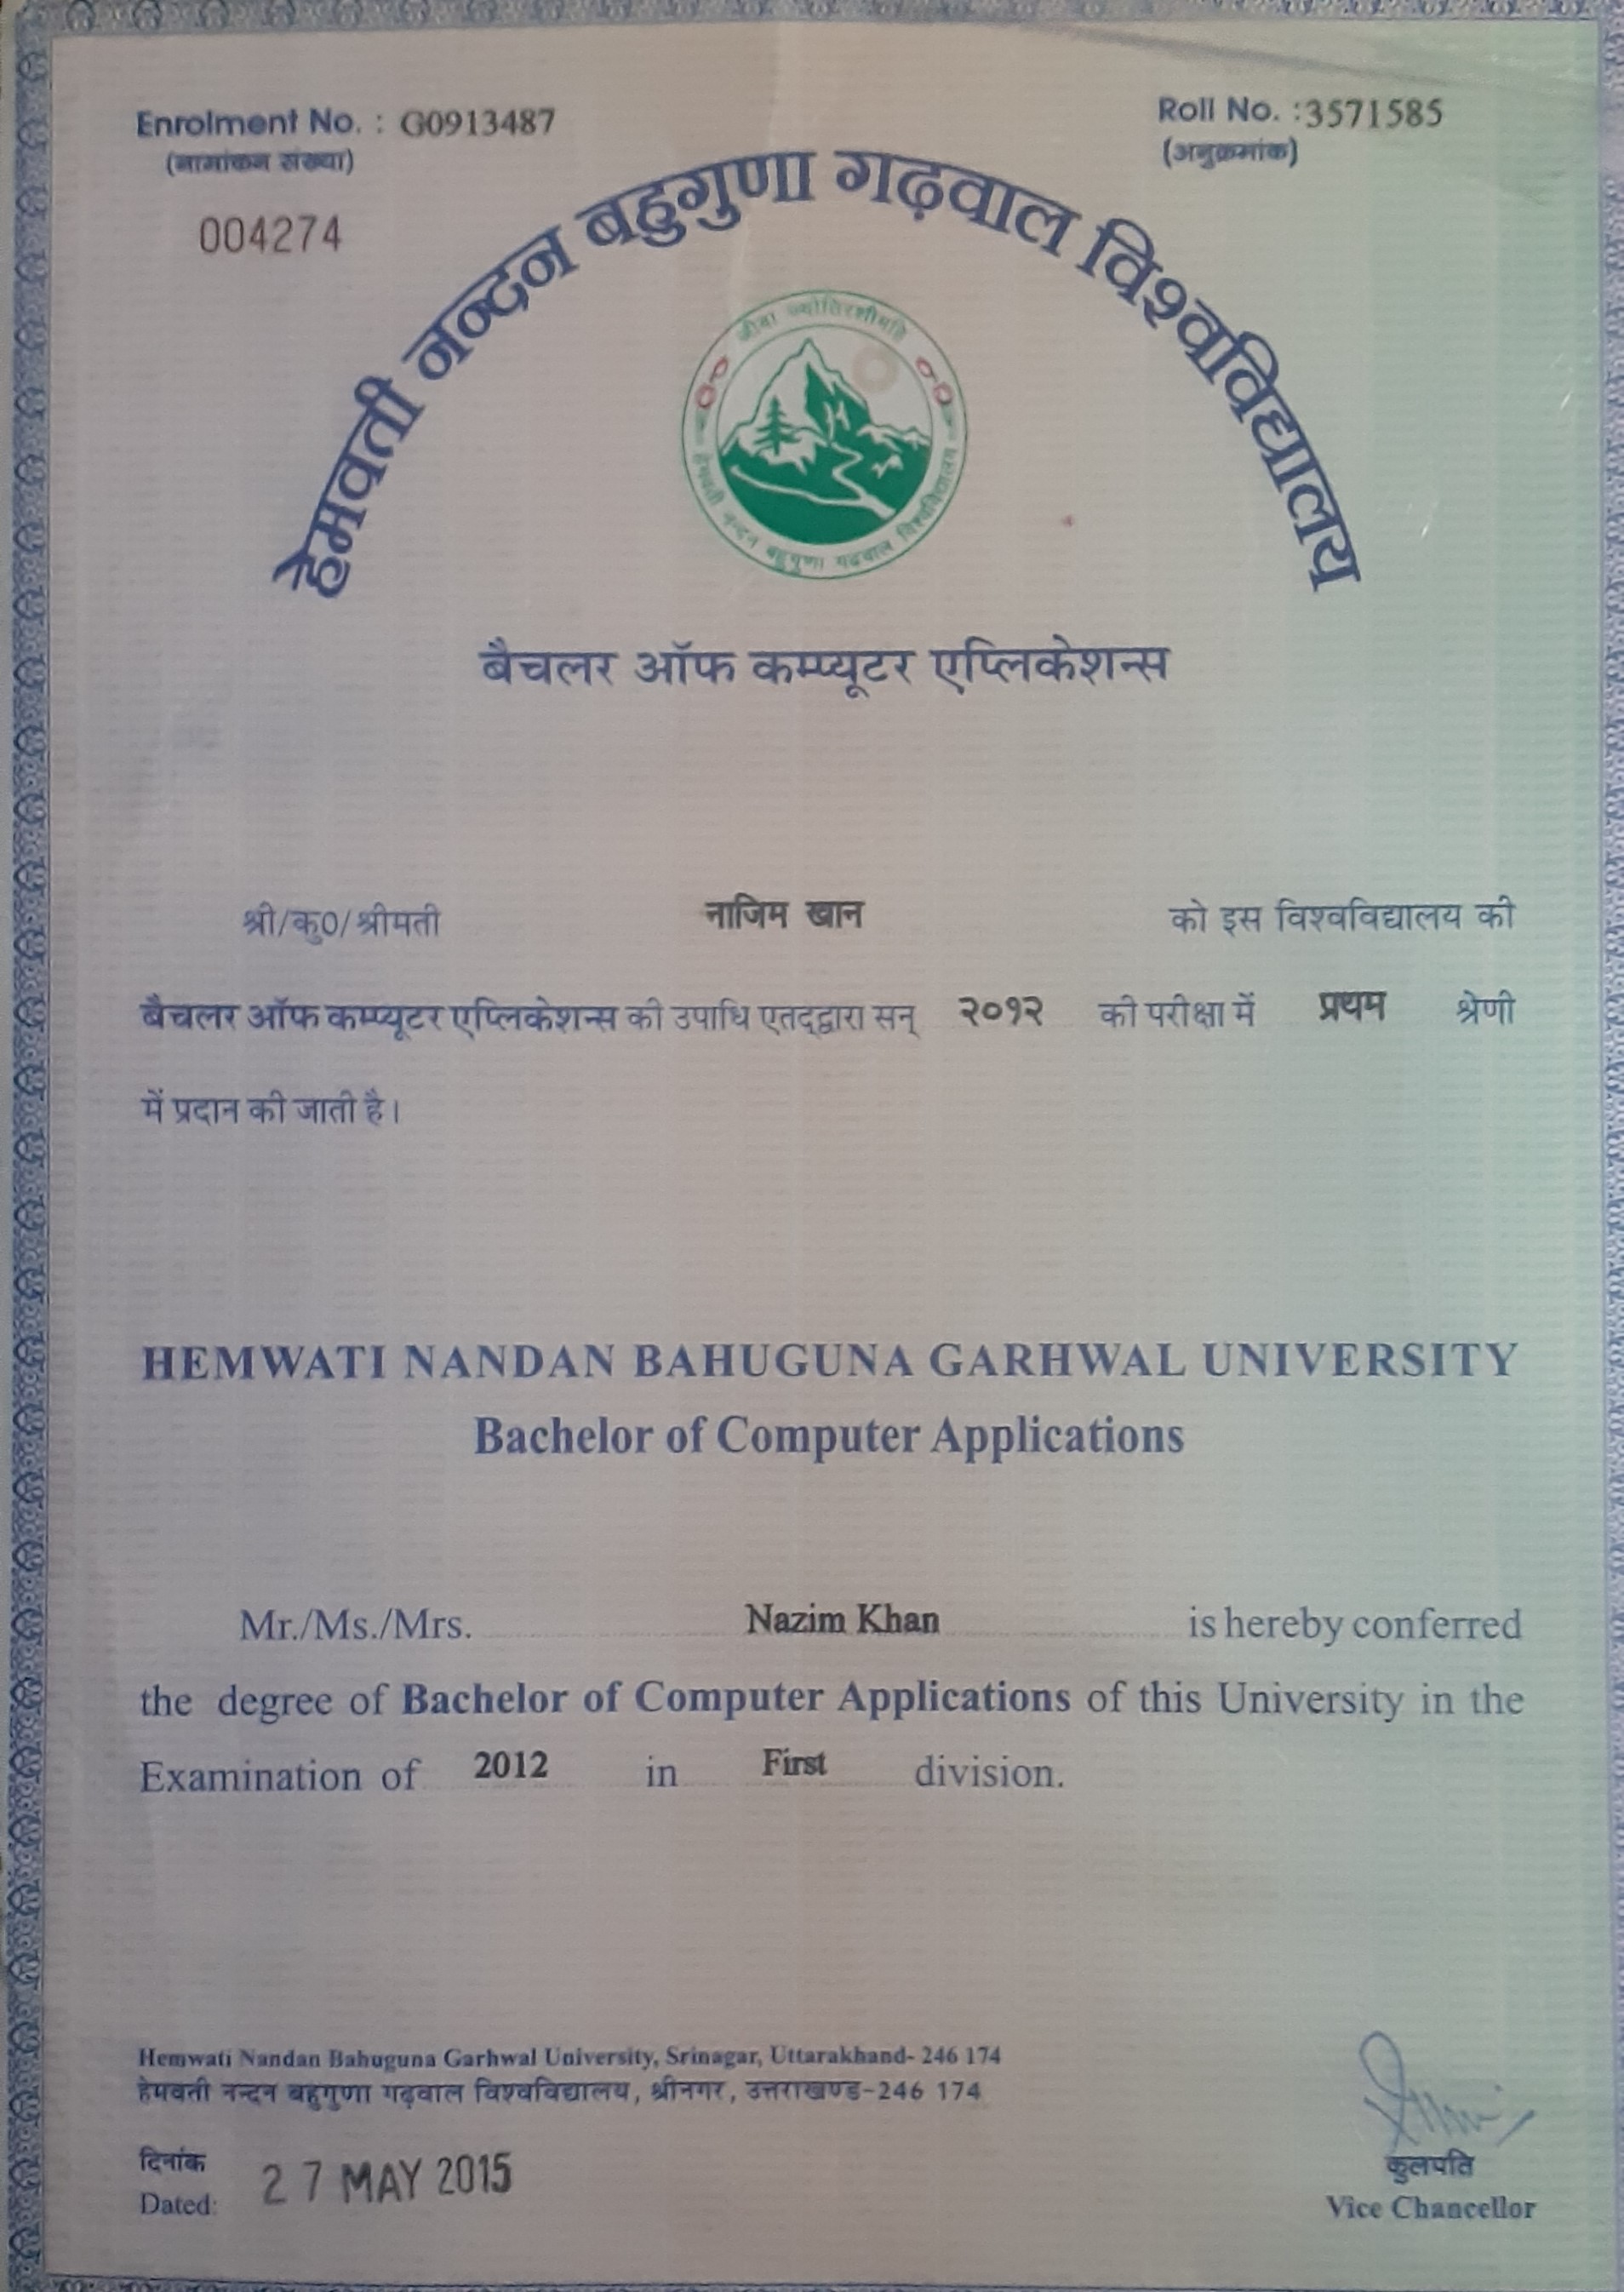 Enrolment No. : G0913487
Roll No. :3571585
(नामांकन संख्या)
(अनुक्रमांक)
004274
हेमवती नन्दन बहुगुणा गढ़वाल विश्वविद्यालय
हेमवती नन्दन बहुगुणा गढ़वाल विश्वविद्यालय
बैचलर ऑफ कम्प्यूटर एप्लिकेशन्स
श्री/कु0/श्रीमती नाजिम खान को इस विश्वविद्यालय की
बैचलर ऑफ कम्प्यूटर एप्लिकेशन्स की उपाधि एतद्द्वारा सन् २०१२ की परीक्षा में प्रथम श्रेणी
में प्रदान की जाती है।
HEMWATI NANDAN BAHUGUNA GARHWAL UNIVERSITY
Bachelor of Computer Applications
Mr./Ms./Mrs. Nazim Khan is hereby conferred
the degree of Bachelor of Computer Applications of this University in the
Examination of 2012 in First division.
Hemwati Nandan Bahuguna Garhwal University, Srinagar, Uttarakhand- 246 174
हेमवती नन्दन बहुगुणा गढ़वाल विश्वविद्यालय, श्रीनगर, उत्तराखण्ड-246 174
दिनांक
Dated: 27 MAY 2015
कुलपति
Vice Chancellor